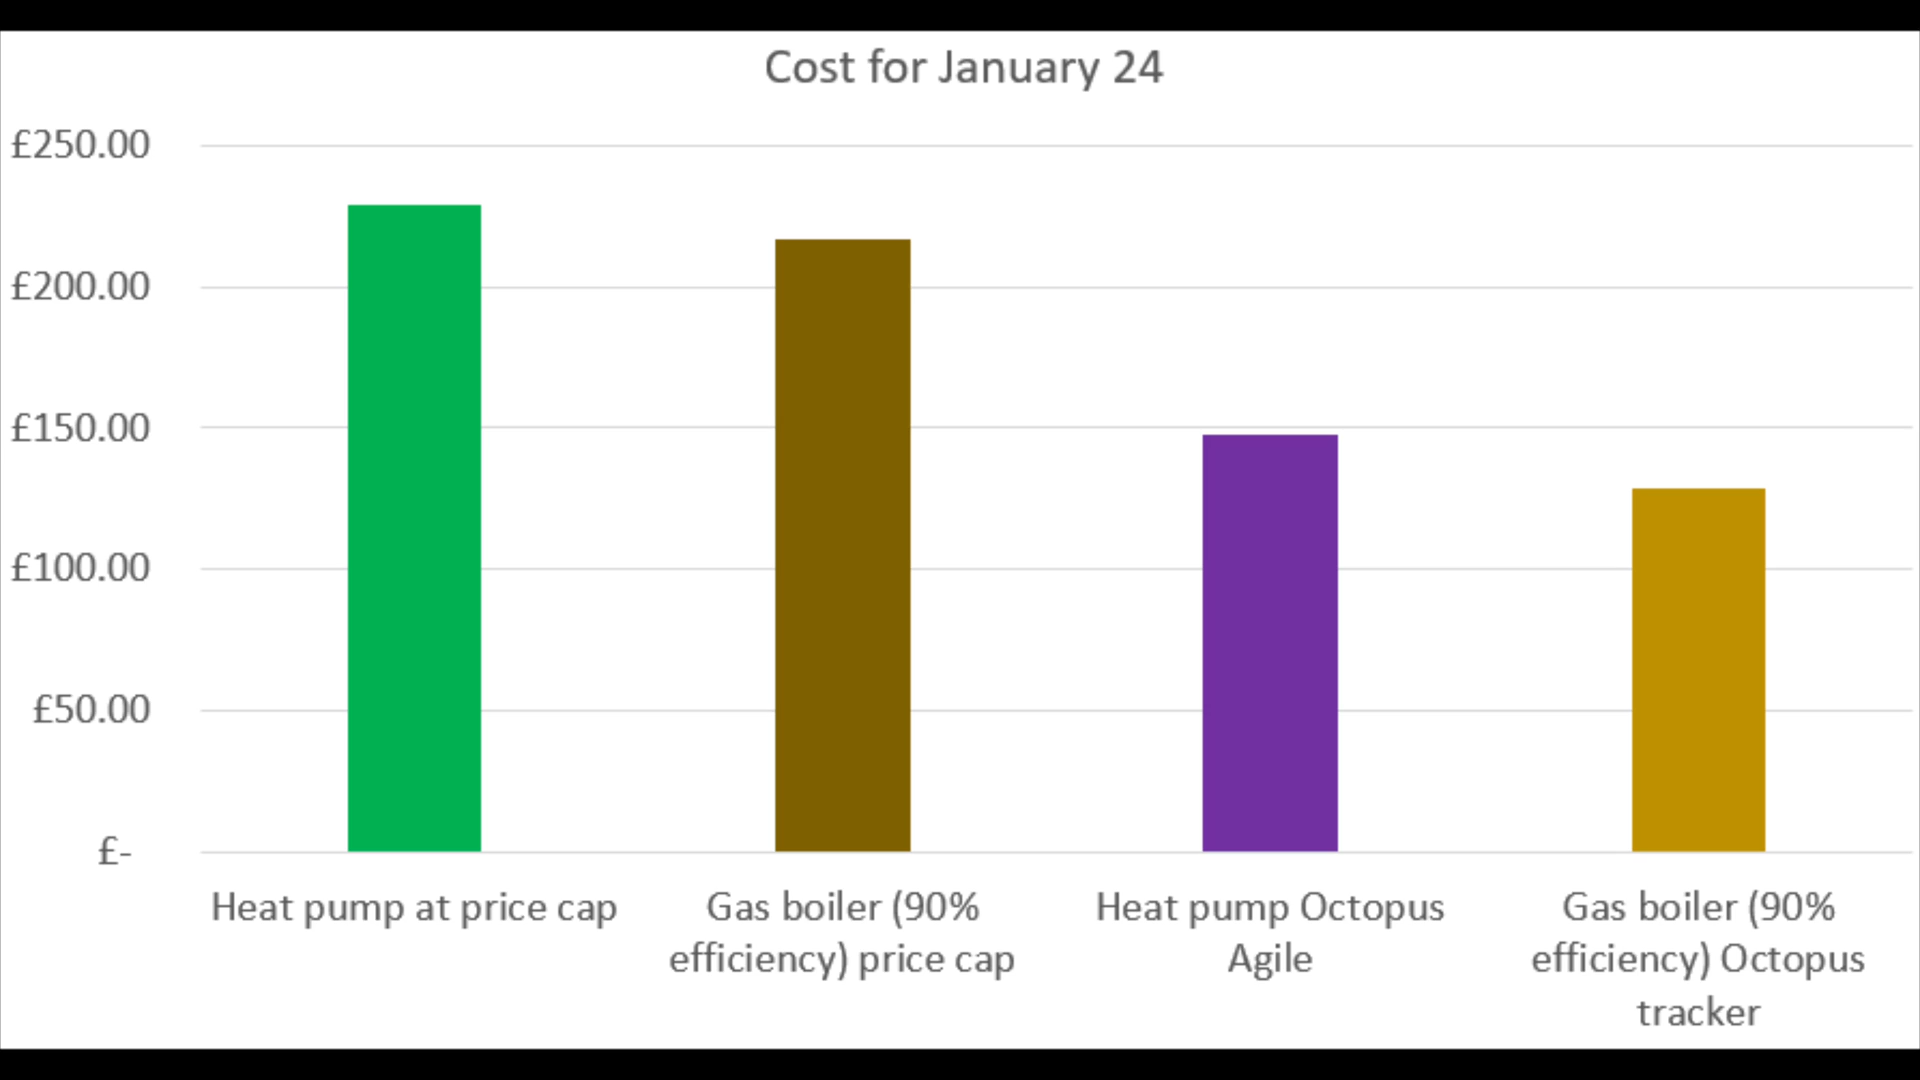 Cost for January 24
£250.00
£200.00
£150.00
£100.00
£50.00
£-
Heat pump at price cap
Gas boiler (90%
efficiency) price cap
Heat pump Octopus
Agile
Gas boiler (90%
efficiency) Octopus
tracker